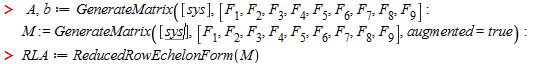 > A, b := GenerateMatrix([sys], [F1, F2, F3, F4, F5, F6, F7, F8, F9]) :
M := GenerateMatrix([sys], [F1, F2, F3, F4, F5, F6, F7, F8, F9], augmented = true) :
> RLA := ReducedRowEchelonForm(M)